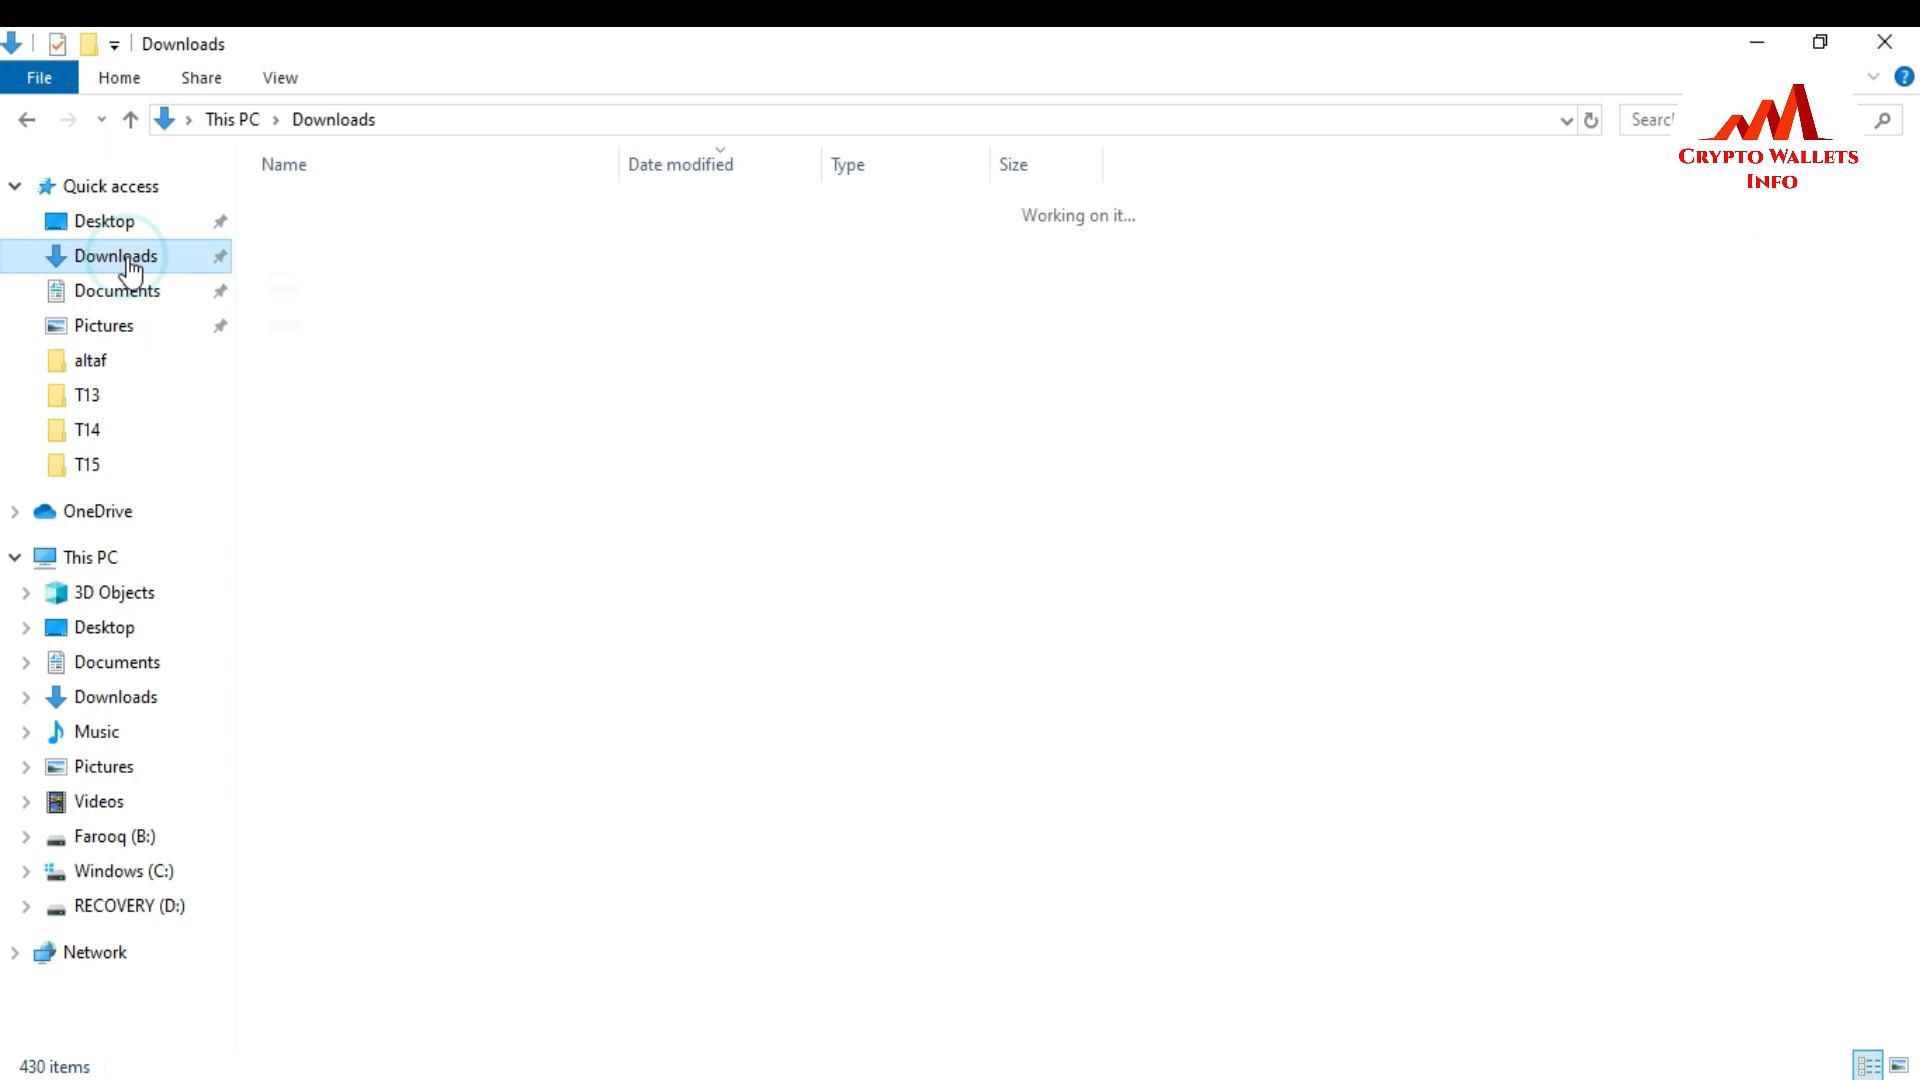 Downloads
File Home Share View
This PC Downloads
Searc
CRYPTO WALLETS
INFO
Name Date modified Type Size
Working on it...
Quick access
Desktop
Downloads
Documents
Pictures
altaf
T13
T14
T15
OneDrive
This PC
3D Objects
Desktop
Documents
Downloads
Music
Pictures
Videos
Farooq (B:)
Windows (C:)
RECOVERY (D:)
Network
430 items